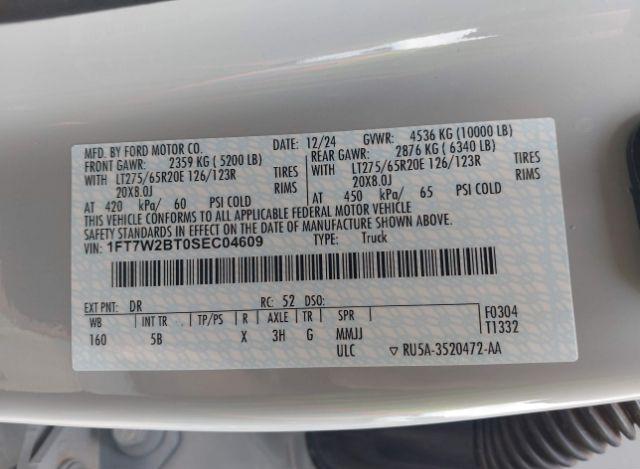 MFD. BY FORD MOTOR CO. DATE: 12/24 GVWR: 4536 KG (10000 LB)
FRONT GAWR: 2359 KG ( 5200 LB) REAR GAWR: 2876 KG ( 6340 LB)
WITH LT275/65R20E 126/123R TIRES WITH LT275/65R20E 126/123R TIRES
20X8.0J RIMS 20X8.0J RIMS
AT 420 kPa/ 60 PSI COLD AT 450 kPa/ 65 PSI COLD
THIS VEHICLE CONFORMS TO ALL APPLICABLE FEDERAL MOTOR VEHICLE
SAFETY STANDARDS IN EFFECT ON THE DATE OF MANUFACTURE SHOWN ABOVE.
VIN: 1FT7W2BT0SEC04609 TYPE: Truck
EXT PNT: DR RC: 52 DSO:
WB INT TR TP/PS R AXLE TR SPR F0304
160 5B X 3H G MMJJ T1332
ULC ▽ RU5A-3520472-AA